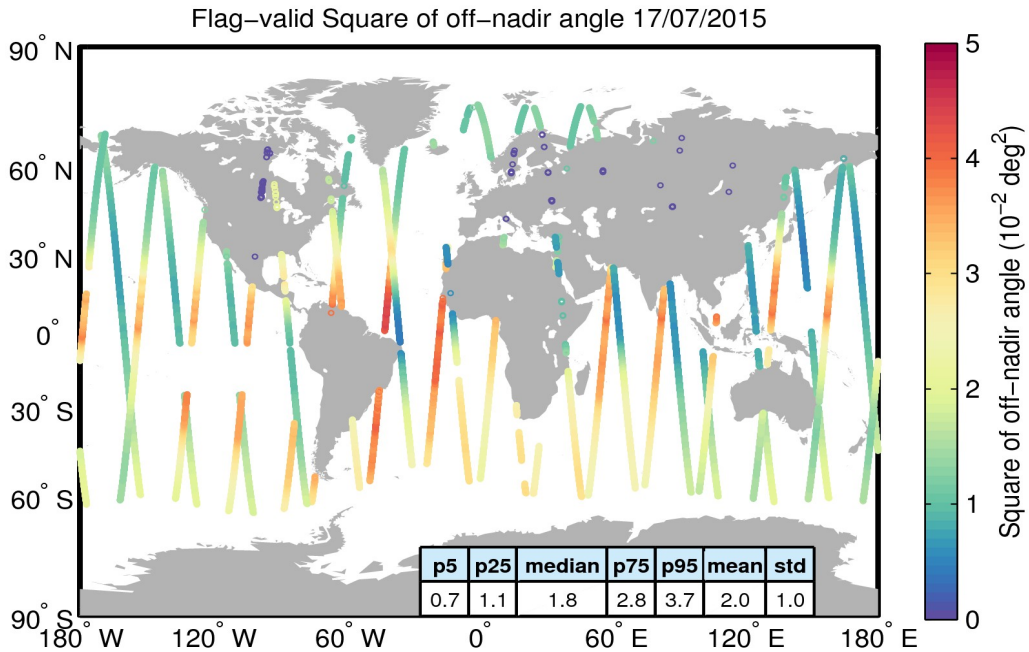 Flag−valid Square of off−nadir angle 17/07/2015
90° N
60° N
30° N
0°
30° S
60° S
90° S
180° W
120° W
60° W
0°
60° E
120° E
180° E
p5 p25 median p75 p95 mean std
0.7 1.1 1.8 2.8 3.7 2.0 1.0
5
4
3
2
1
0
Square of off−nadir angle (10⁻² deg²)